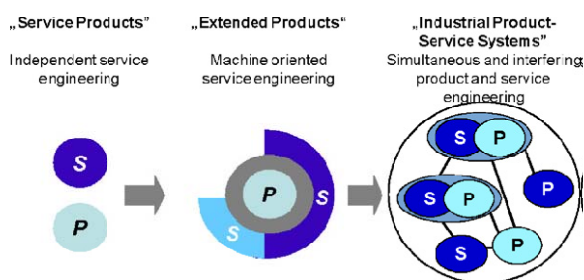 „Service Products”
Independent service
engineering
„Extended Products“
Machine oriented
service engineering
„Industrial Product-
Service Systems”
Simultaneous and interfering
product and service
engineering
S
P
P
S
S
S P
S P
P
S
P